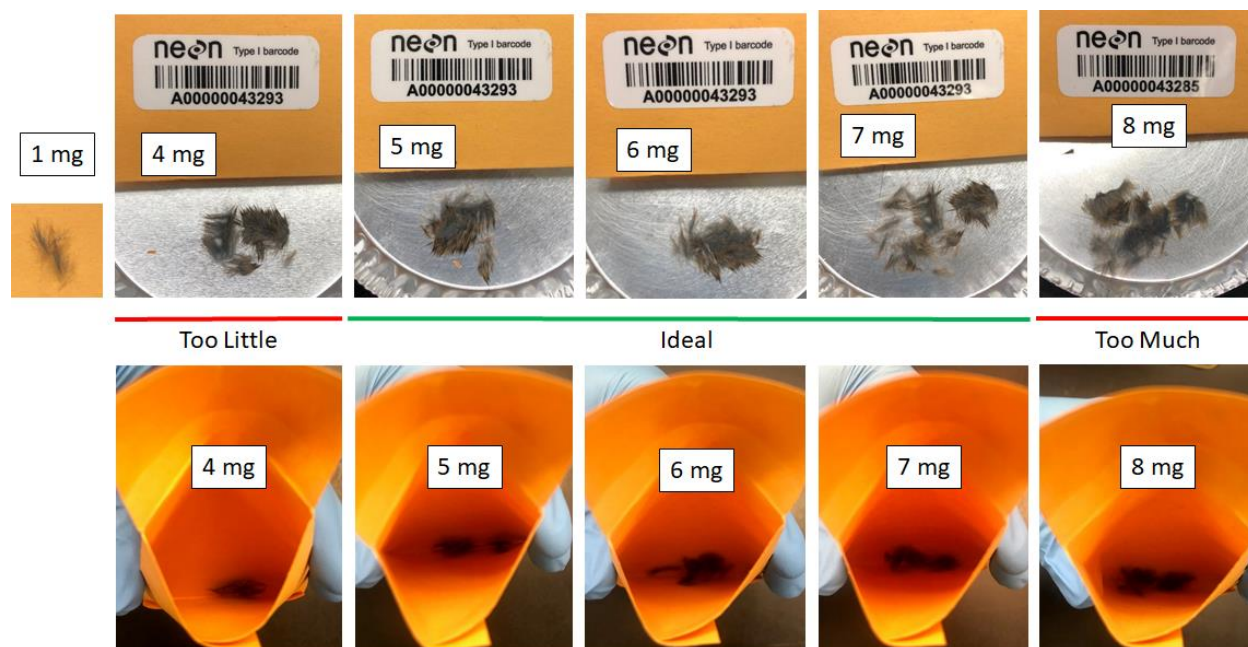 neon Type I barcode
A00000043293
neon Type I barcode
A00000043293
neon Type I barcode
A00000043293
neon Type I barcode
A00000043293
neon Type I barcode
A00000043285
1 mg
4 mg
5 mg
6 mg
7 mg
8 mg
Too Little
Ideal
Too Much
4 mg
5 mg
6 mg
7 mg
8 mg